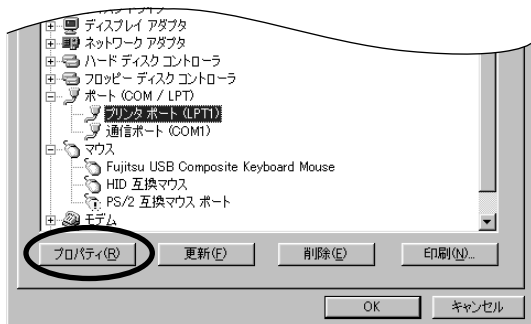 ディスプレイ アダプタ
ネットワーク アダプタ
ハード ディスク コントローラ
フロッピー ディスク コントローラ
ポート (COM / LPT)
プリンタ ポート (LPT1)
通信ポート (COM1)
マウス
Fujitsu USB Composite Keyboard Mouse
HID 互換マウス
PS/2 互換マウス ポート
モデム
プロパティ(R) 更新(F) 削除(E) 印刷(N)...
OK キャンセル